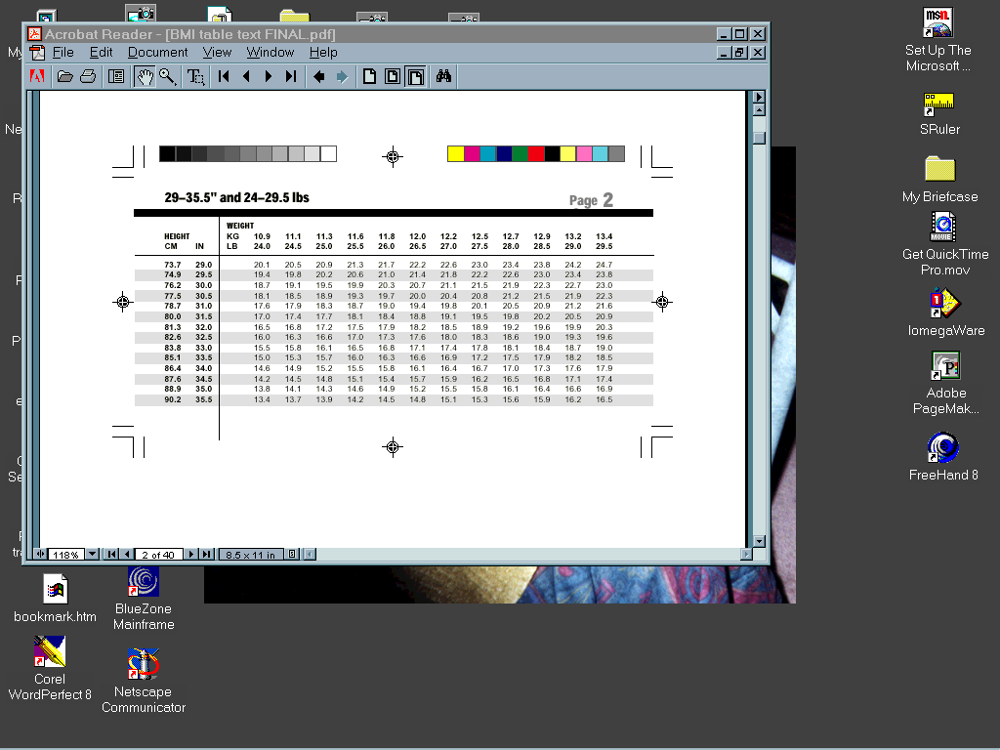 Acrobat Reader - [BMI table text FINAL.pdf]
File Edit Document View Window Help
29–35.5" and 24–29.5 lbs
Page 2
WEIGHT
HEIGHT KG 10.9 11.1 11.3 11.6 11.8 12.0 12.2 12.5 12.7 12.9 13.2 13.4
CM IN LB 24.0 24.5 25.0 25.5 26.0 26.5 27.0 27.5 28.0 28.5 29.0 29.5
73.7 29.0 20.1 20.5 20.9 21.3 21.7 22.2 22.6 23.0 23.4 23.8 24.2 24.7
74.9 29.5 19.4 19.8 20.2 20.6 21.0 21.4 21.8 22.2 22.6 23.0 23.4 23.8
76.2 30.0 18.7 19.1 19.5 19.9 20.3 20.7 21.1 21.5 21.9 22.3 22.7 23.0
77.5 30.5 18.1 18.5 18.9 19.3 19.7 20.0 20.4 20.8 21.2 21.5 21.9 22.3
78.7 31.0 17.6 17.9 18.3 18.7 19.0 19.4 19.8 20.1 20.5 20.9 21.2 21.6
80.0 31.5 17.0 17.4 17.7 18.1 18.4 18.8 19.1 19.5 19.8 20.2 20.5 20.9
81.3 32.0 16.5 16.8 17.2 17.5 17.9 18.2 18.5 18.9 19.2 19.6 19.9 20.3
82.6 32.5 16.0 16.3 16.6 17.0 17.3 17.6 18.0 18.3 18.6 19.0 19.3 19.6
83.8 33.0 15.5 15.8 16.1 16.5 16.8 17.1 17.4 17.8 18.1 18.4 18.7 19.0
85.1 33.5 15.0 15.3 15.7 16.0 16.3 16.6 16.9 17.2 17.5 17.9 18.2 18.5
86.4 34.0 14.6 14.9 15.2 15.5 15.8 16.1 16.4 16.7 17.0 17.3 17.6 17.9
87.6 34.5 14.2 14.5 14.8 15.1 15.4 15.7 15.9 16.2 16.5 16.8 17.1 17.4
88.9 35.0 13.8 14.1 14.3 14.6 14.9 15.2 15.5 15.8 16.1 16.4 16.6 16.9
90.2 35.5 13.4 13.7 13.9 14.2 14.5 14.8 15.1 15.3 15.6 15.9 16.2 16.5
118% 2 of 40 8.5 x 11 in
msn
Set Up The
Microsoft ...
SRuler
My Briefcase
MOVIE
Get QuickTime
Pro.mov
IomegaWare
Adobe
PageMak...
FreeHand 8
bookmark.htm
BlueZone
Mainframe
Corel
WordPerfect 8
Netscape
Communicator